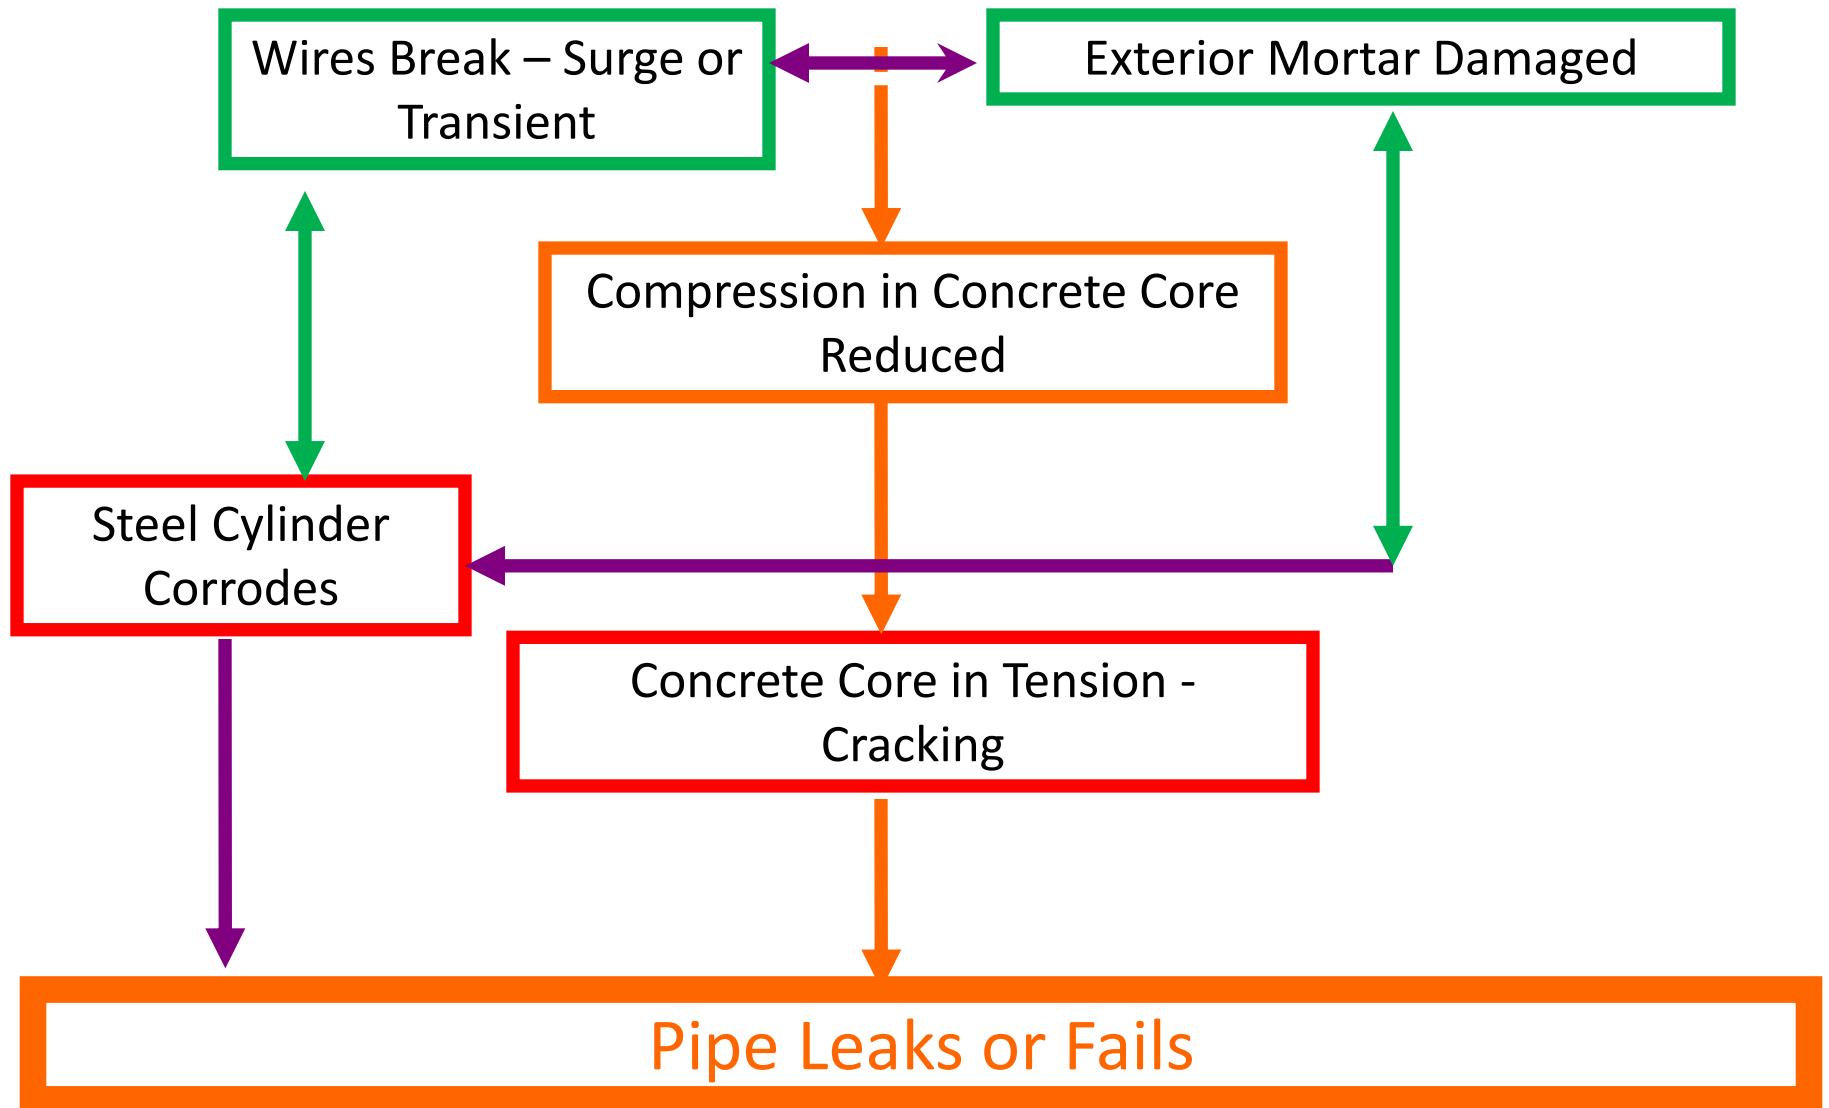 Wires Break – Surge or
Transient
Exterior Mortar Damaged
Compression in Concrete Core
Reduced
Steel Cylinder
Corrodes
Concrete Core in Tension -
Cracking
Pipe Leaks or Fails